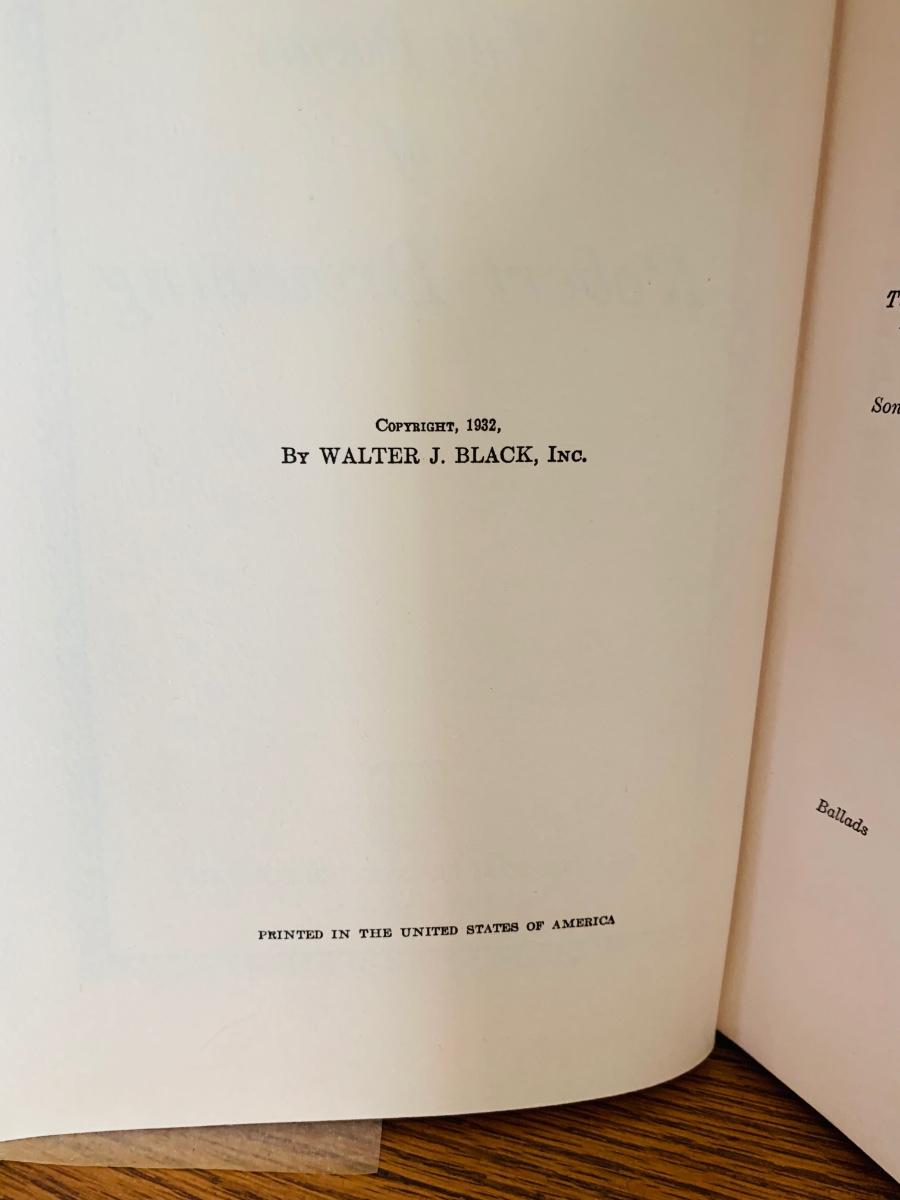 COPYRIGHT, 1932,
BY WALTER J. BLACK, INC.
PRINTED IN THE UNITED STATES OF AMERICA
Ballads